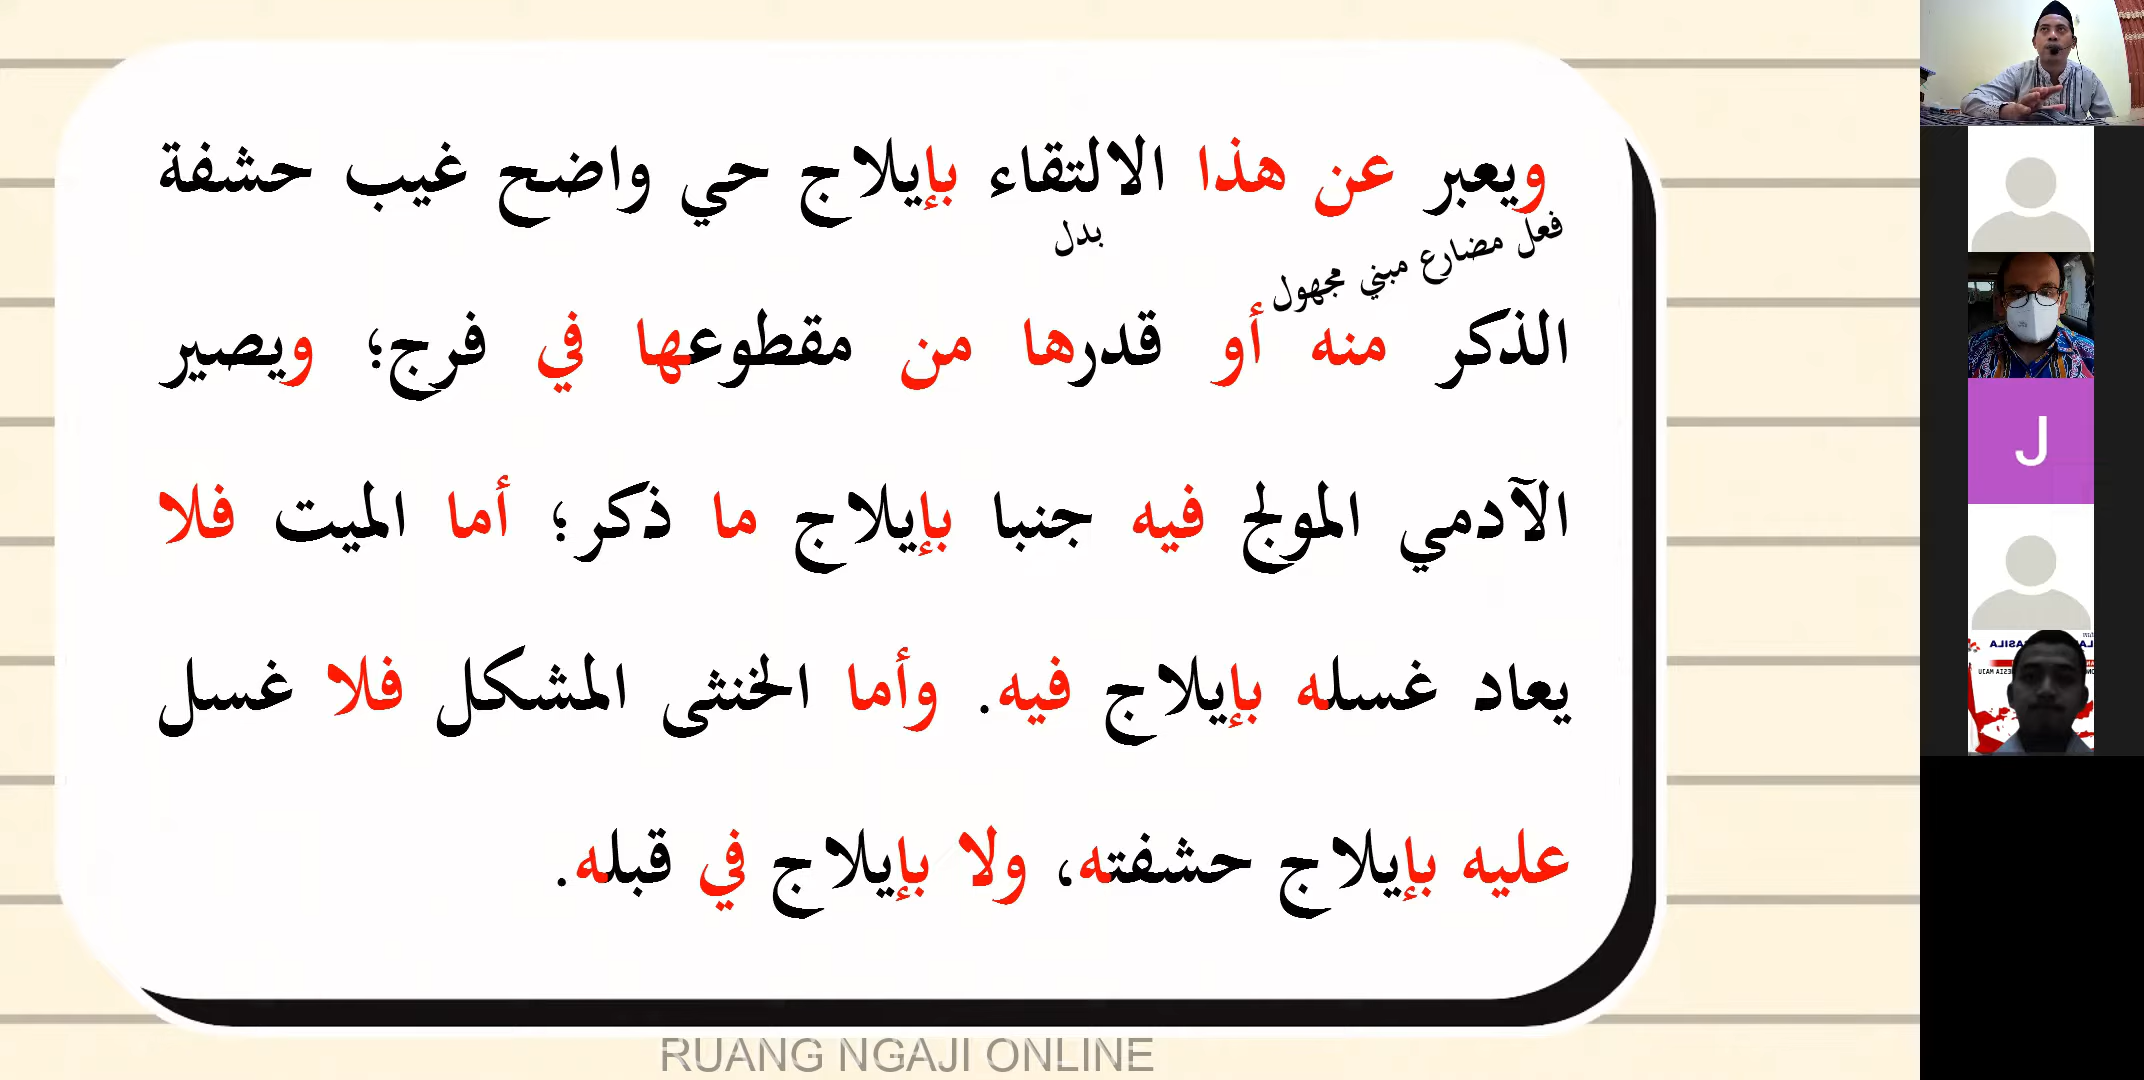 ويعبر عن هذا الالتقاء بإيلاج حي واضح غيب حشفة
بدل
فعل مضارع مبني مجهول
الذكر منه أو قدرها من مقطوعها في فرج؛ ويصير
الآدمي المولج فيه جنبا بإيلاج ما ذكر؛ أما الميت فلا
يعاد غسله بإيلاج فيه. وأما الخنثى المشكل فلا غسل
عليه بإيلاج حشفته، ولا بإيلاج في قبله.
RUANG NGAJI ONLINE
J